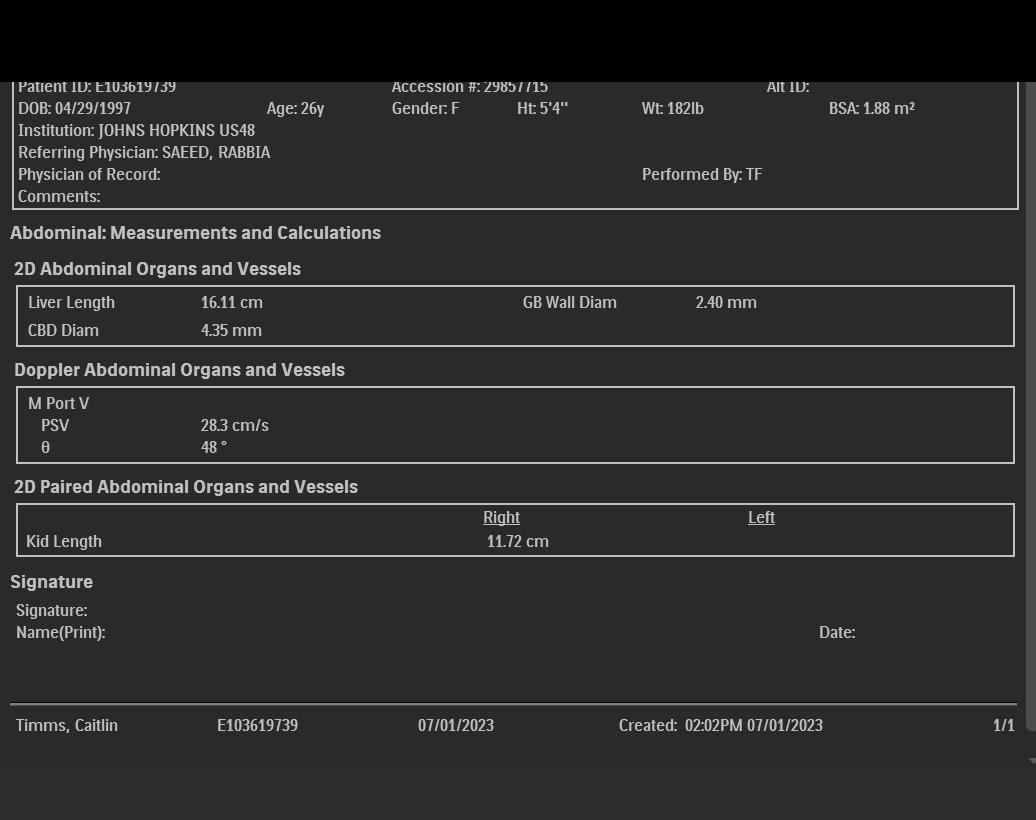 Patient ID: E103619739 Accession #: 29857715 Alt ID:
DOB: 04/29/1997 Age: 26y Gender: F Ht: 5'4'' Wt: 182lb BSA: 1.88 m²
Institution: JOHNS HOPKINS US48
Referring Physician: SAEED, RABBIA
Physician of Record: Performed By: TF
Comments:
Abdominal: Measurements and Calculations
2D Abdominal Organs and Vessels
Liver Length 16.11 cm GB Wall Diam 2.40 mm
CBD Diam 4.35 mm
Doppler Abdominal Organs and Vessels
M Port V
PSV 28.3 cm/s
θ 48 °
2D Paired Abdominal Organs and Vessels
Right Left
Kid Length 11.72 cm
Signature
Signature:
Name(Print): Date:
Timms, Caitlin E103619739 07/01/2023 Created: 02:02PM 07/01/2023 1/1